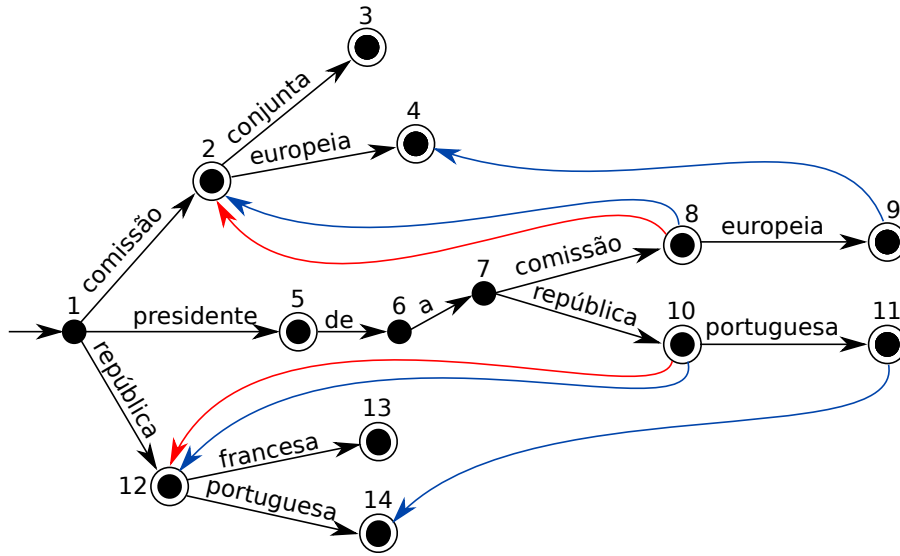 3
conjunta
4
europeia
2
comissão
8
europeia
9
comissão
7
1
presidente
5
de
6
a
república
10
portuguesa
11
república
13
francesa
12
portuguesa
14